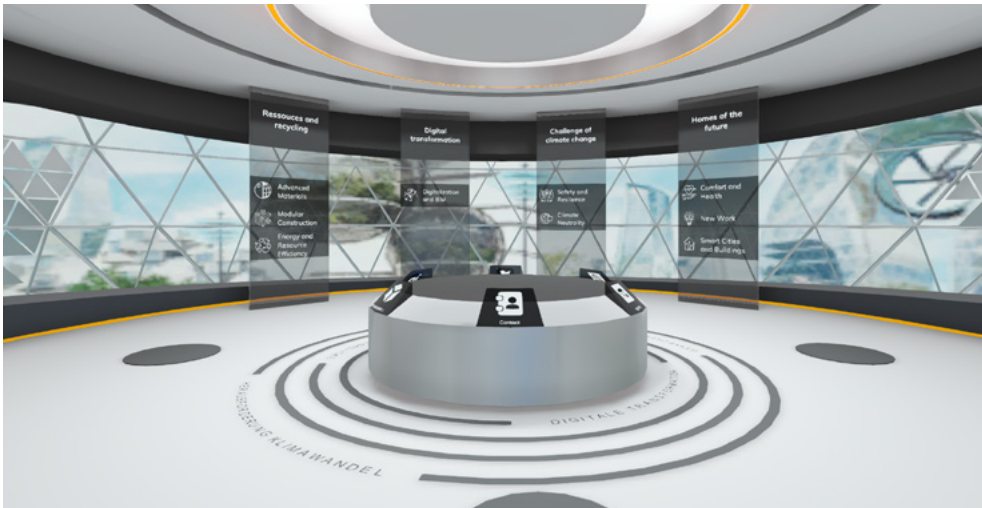 Ressouces and
recycling
Advanced
Materials
Modular
Construction
Energy and
Resource
Efficiency
Digital
transformation
Digitalization
and BIM
Challenge of
climate change
Safety and
Resilience
Climate
Neutrality
Homes of the
future
Comfort and
Health
New Work
Smart Cities
and Buildings
Contact
HERAUSFORDERUNG KLIMAWANDEL
DIGITALE TRANSFORMATION